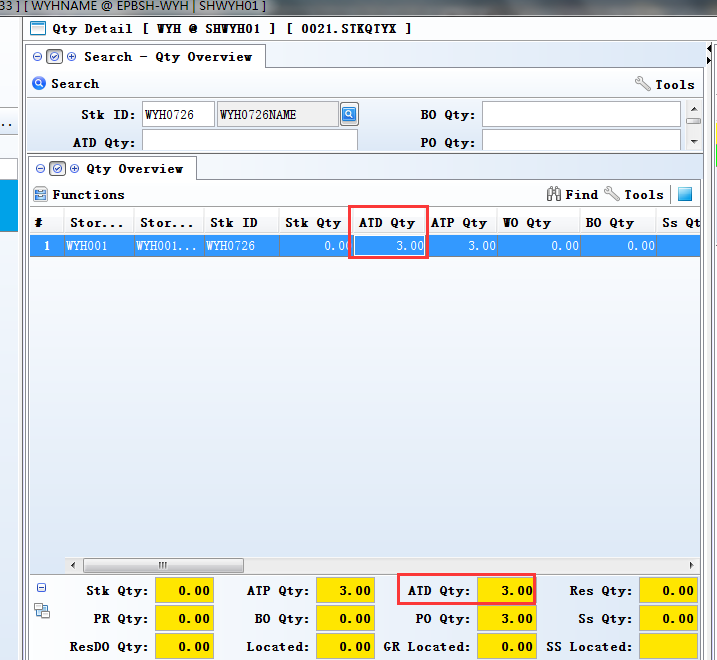 33 ] [ WYHNAME @ EPBSH-WYH | SHWYH01 ]
Qty Detail [ WYH @ SHWYH01 ] [ 0021.STKQTYX ]
Search - Qty Overview
Search Tools
Stk ID: WYH0726 WYH0726NAME BO Qty:
ATD Qty: PO Qty:
Qty Overview
Functions Find Tools
# Stor... Stor... Stk ID Stk Qty ATD Qty ATP Qty WO Qty BO Qty Ss Qt
1 WYH001 WYH001... WYH0726 0.00 3.00 3.00 0.00 0.00
Stk Qty: 0.00 ATP Qty: 3.00 ATD Qty: 3.00 Res Qty: 0.00
PR Qty: 0.00 BO Qty: 0.00 PO Qty: 3.00 Ss Qty: 0.00
ResDO Qty: 0.00 Located: 0.00 GR Located: 0.00 SS Located: